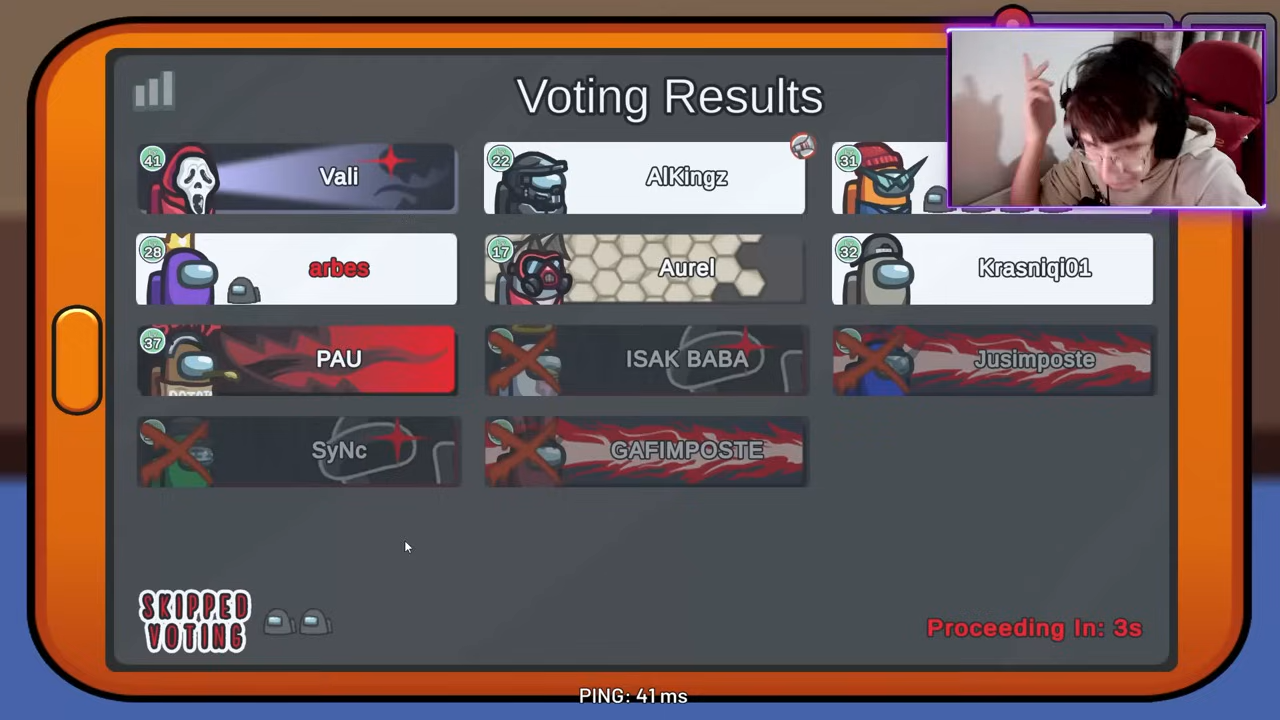 Voting Results
41
Vali
22
AlKingz
31
28
arbes
17
Aurel
32
Krasniqi01
37
PAU
ISAK BABA
Jusimposte
SyNc
GAFIMPOSTE
SKIPPED
VOTING
Proceeding In: 3s
PING: 41 ms